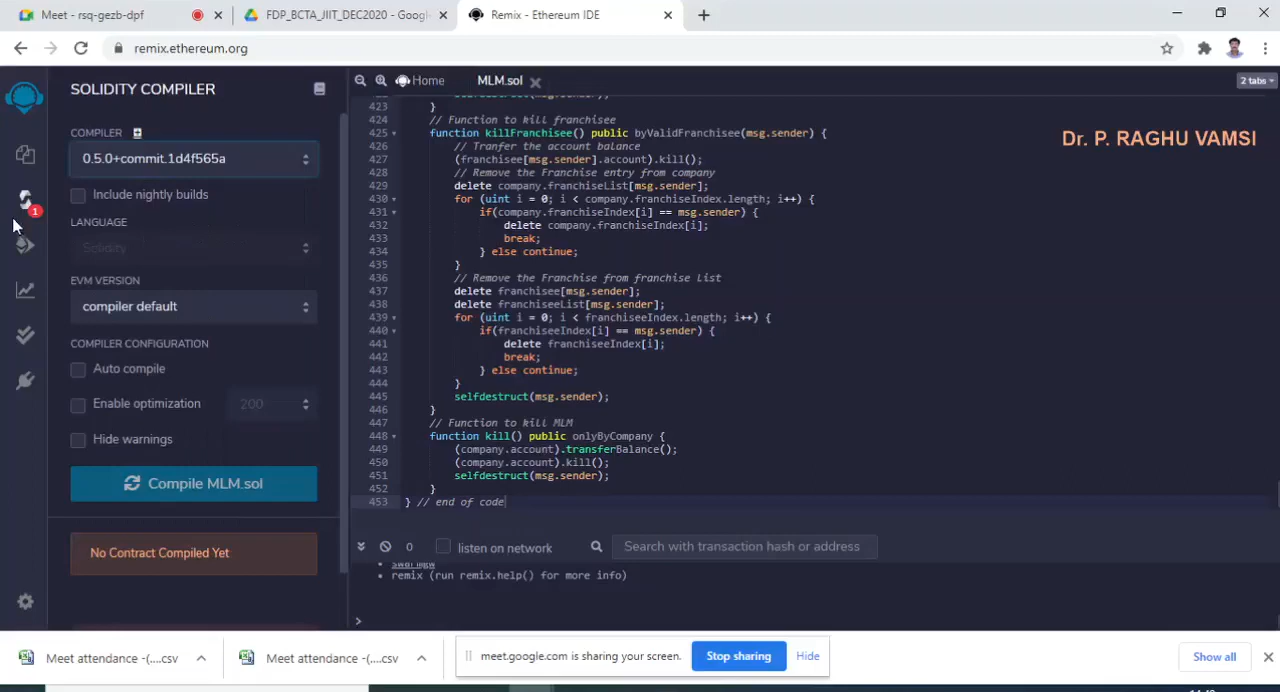 Meet - rsq-gezb-dpf
FDP_BCTA_JIIT_DEC2020 - Google
Remix - Ethereum IDE
remix.ethereum.org
SOLIDITY COMPILER
Home
MLM.sol
2 tabs
COMPILER
0.5.0+commit.1d4f565a
Include nightly builds
LANGUAGE
Solidity
EVM VERSION
compiler default
COMPILER CONFIGURATION
Auto compile
Enable optimization
200
Hide warnings
Compile MLM.sol
No Contract Compiled Yet
1
Dr. P. RAGHU VAMSI
423 }
424 // Function to kill franchisee
425 function killFranchisee() public byValidFranchisee(msg.sender) {
426 // Tranfer the account balance
427 (franchisee[msg.sender].account).kill();
428 // Remove the Franchise entry from company
429 delete company.franchiseList[msg.sender];
430 for (uint i = 0; i < company.franchiseIndex.length; i++) {
431 if(company.franchiseIndex[i] == msg.sender) {
432 delete company.franchiseIndex[i];
433 break;
434 } else continue;
435 }
436 // Remove the Franchise from franchise list
437 delete franchisee[msg.sender];
438 delete franchiseeList[msg.sender];
439 for (uint i = 0; i < franchiseeIndex.length; i++) {
440 if(franchiseeIndex[i] == msg.sender) {
441 delete franchiseeIndex[i];
442 break;
443 } else continue;
444 }
445 selfdestruct(msg.sender);
446 }
447 // Function to kill MLM
448 function kill() public onlyByCompany {
449 (company.account).transferBalance();
450 (company.account).kill();
451 selfdestruct(msg.sender);
452 }
453 } // end of code
0
listen on network
Search with transaction hash or address
swarmgw
remix (run remix.help() for more info)
>
Meet attendance -(....csv
Meet attendance -(....csv
meet.google.com is sharing your screen.
Stop sharing
Hide
Show all